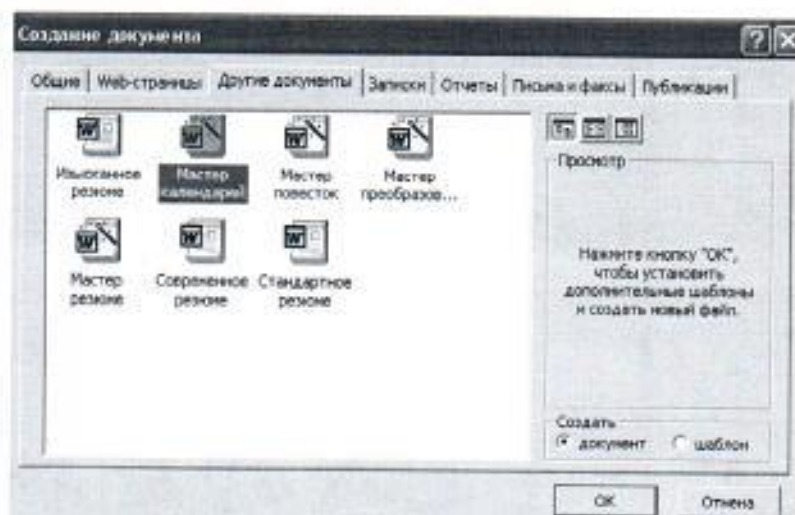 Создание документа
Общие Web-страницы Другие документы Записки Отчеты Письма и факсы Публикации
Изысканное резюме
Мастер календарей
Мастер повесток
Мастер преобразов...
Мастер резюме
Современное резюме
Стандартное резюме
Просмотр
Нажмите кнопку "ОК",
чтобы установить
дополнительные шаблоны
и создать новый файл.
Создать
документ шаблон
ОК Отмена